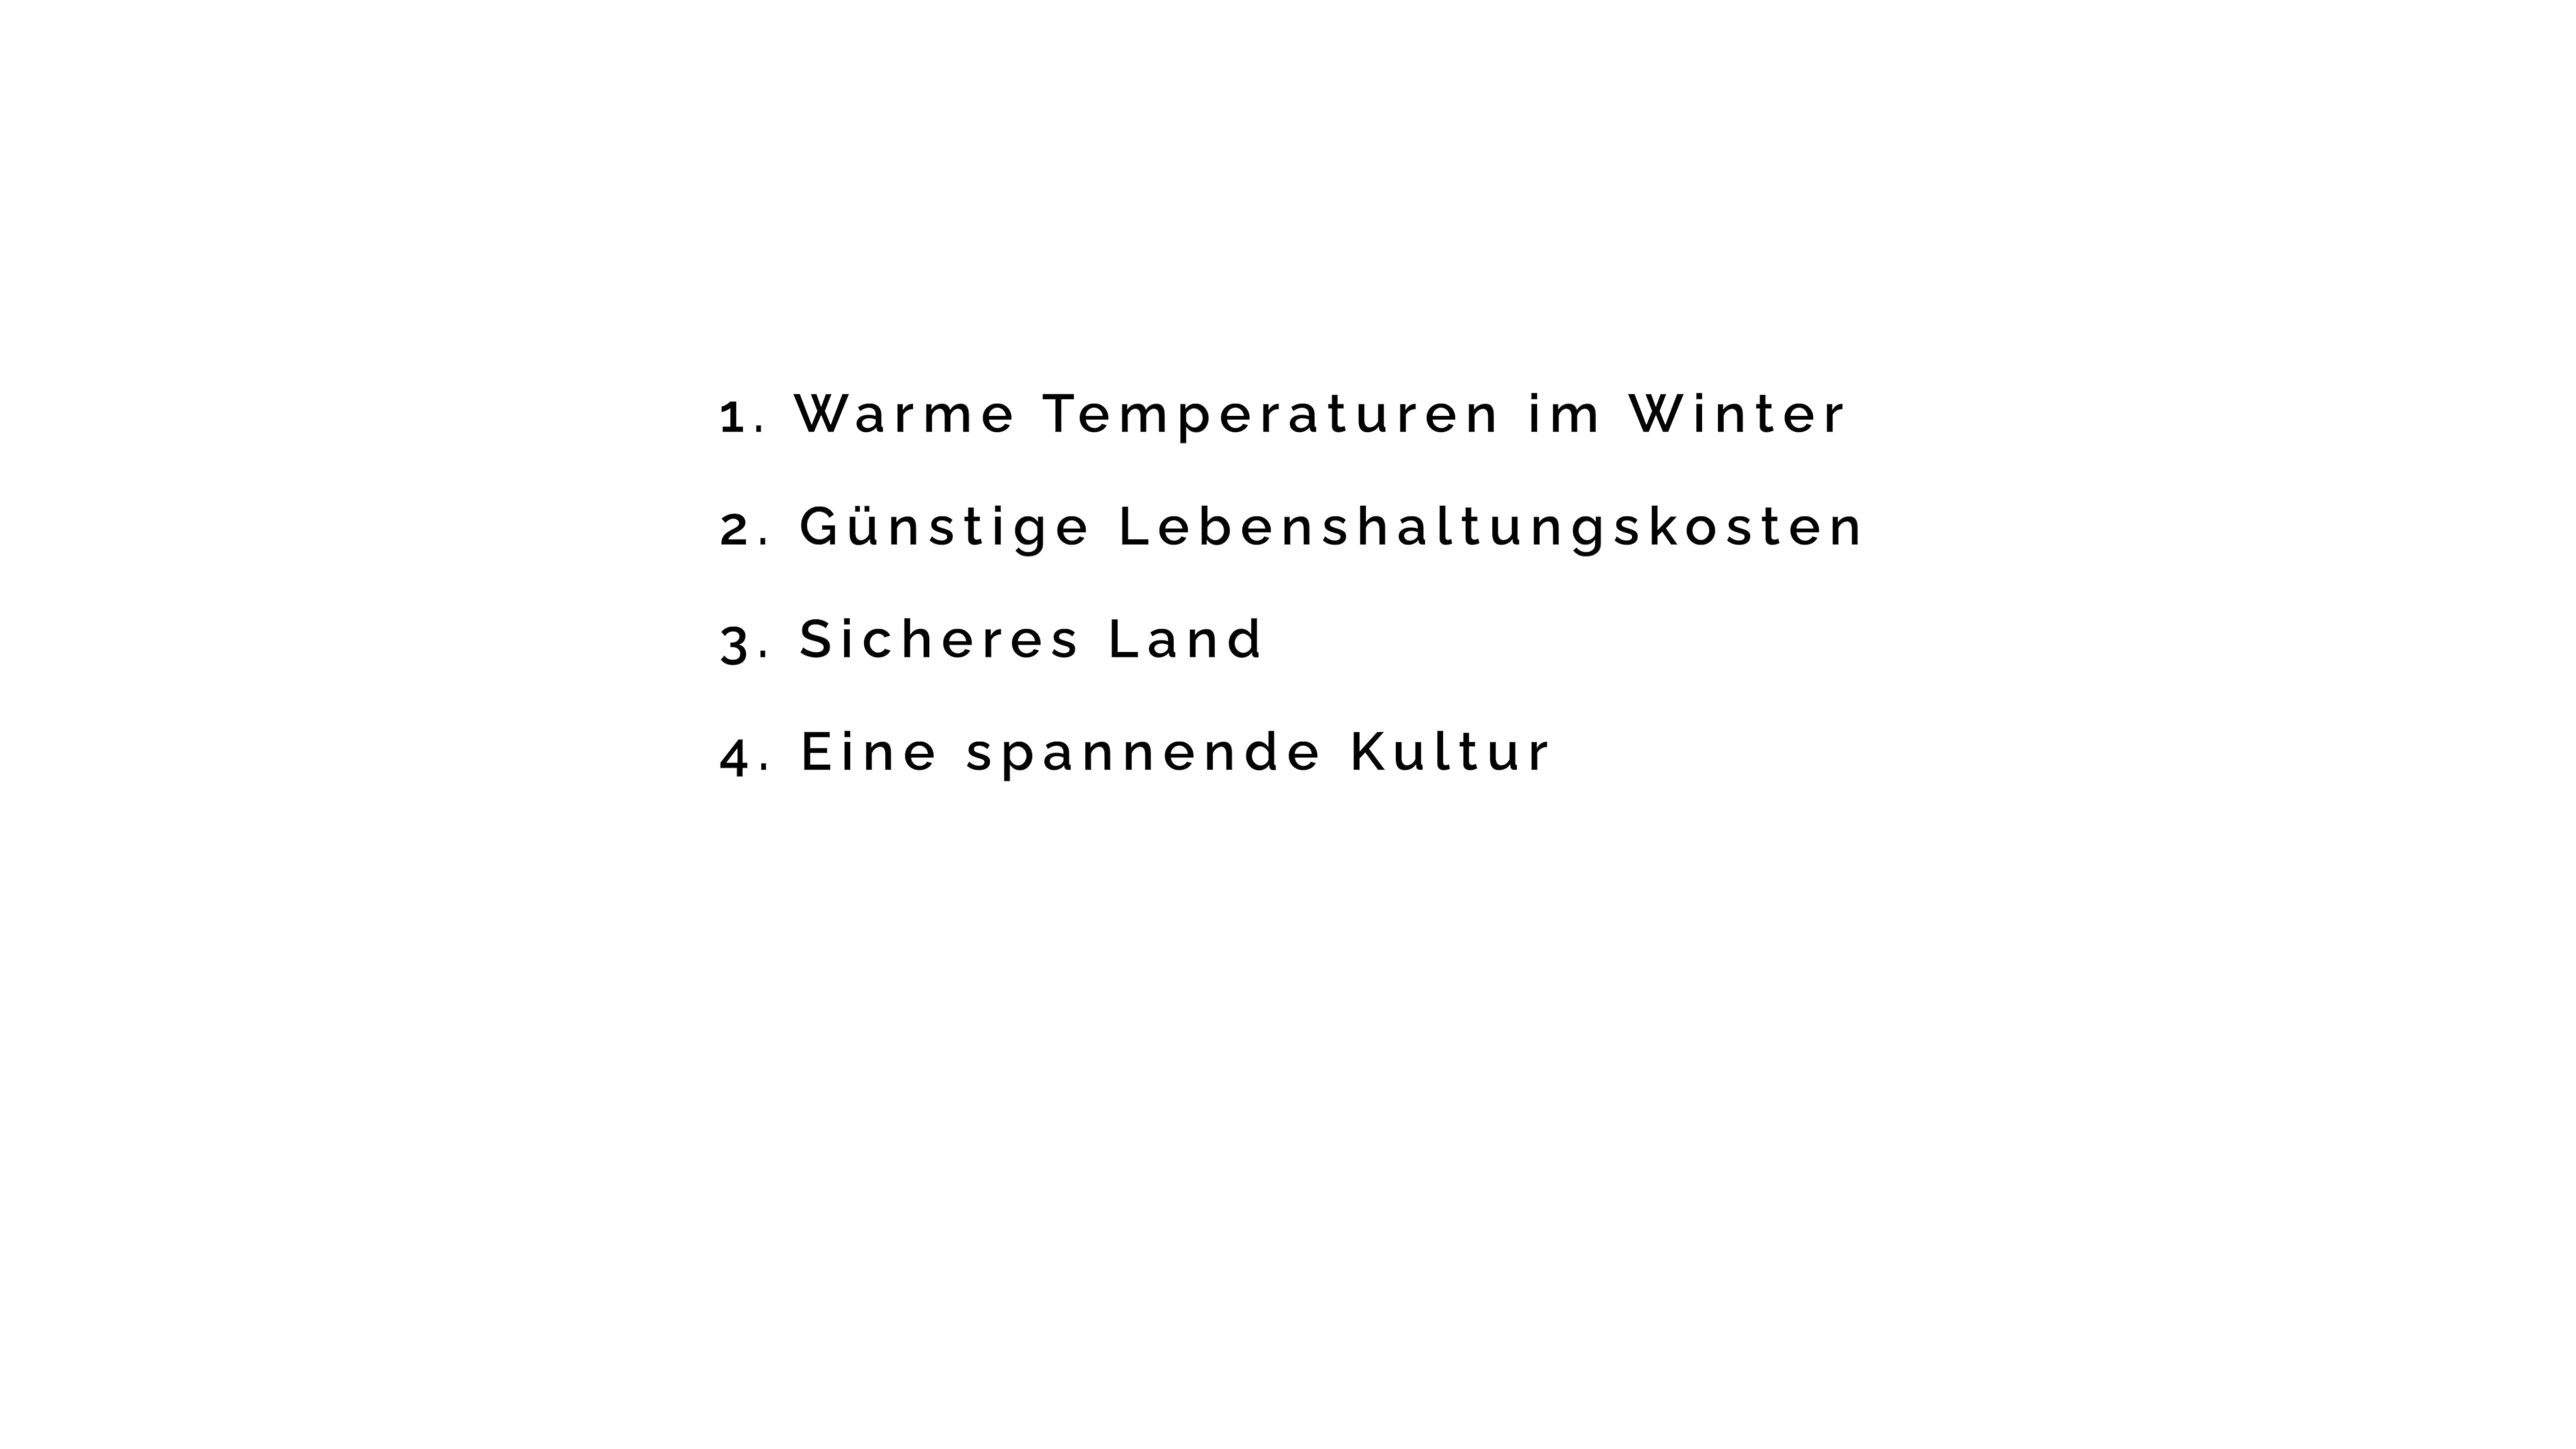 1. Warme Temperaturen im Winter
2. Günstige Lebenshaltungskosten
3. Sicheres Land
4. Eine spannende Kultur